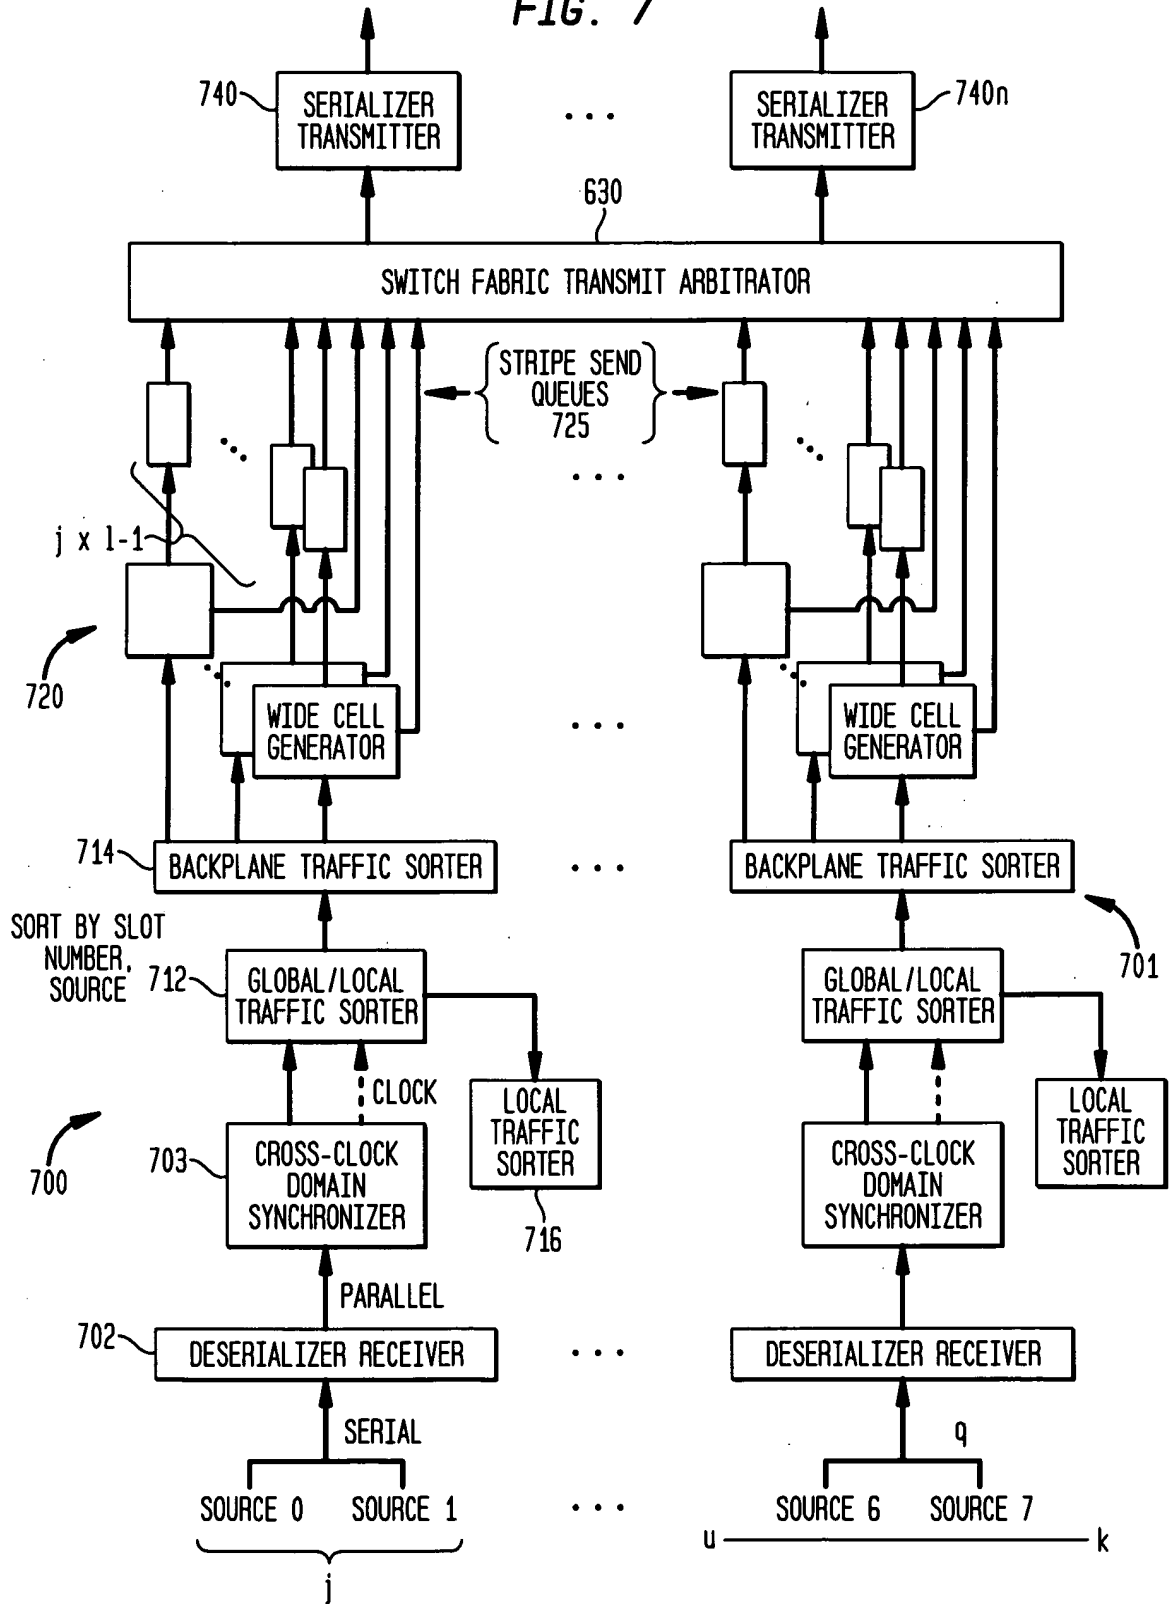 FIG. 7
740
SERIALIZER
TRANSMITTER
...
SERIALIZER
TRANSMITTER
740n
630
SWITCH FABRIC TRANSMIT ARBITRATOR
STRIPE SEND
QUEUES
725
...
j x l-1
720
WIDE CELL
GENERATOR
...
WIDE CELL
GENERATOR
714
BACKPLANE TRAFFIC SORTER
...
BACKPLANE TRAFFIC SORTER
701
SORT BY SLOT
NUMBER,
SOURCE
712
GLOBAL/LOCAL
TRAFFIC SORTER
GLOBAL/LOCAL
TRAFFIC SORTER
CLOCK
LOCAL
TRAFFIC
SORTER
716
LOCAL
TRAFFIC
SORTER
700
703
CROSS-CLOCK
DOMAIN
SYNCHRONIZER
CROSS-CLOCK
DOMAIN
SYNCHRONIZER
PARALLEL
702
DESERIALIZER RECEIVER
...
DESERIALIZER RECEIVER
SERIAL
q
SOURCE 0
SOURCE 1
...
SOURCE 6
SOURCE 7
j
u
k